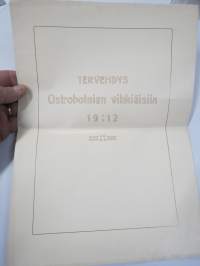 TERVEHDYS
Ostrobotnian vihkiäisiin
19:12